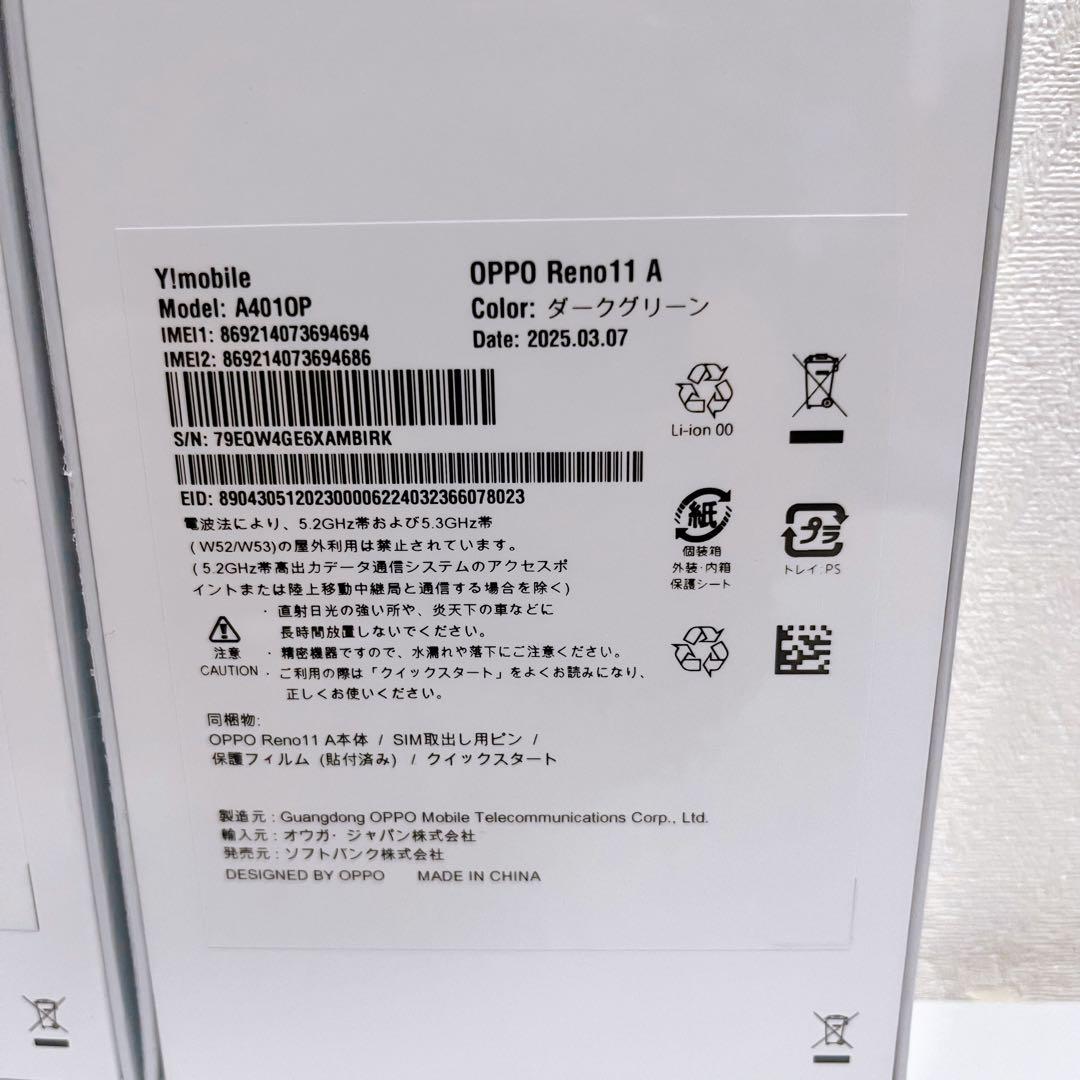 Y!mobile
OPPO Reno11 A
Model: A401OP
Color: ダークグリーン
IMEI1: 869214073694694
Date: 2025.03.07
IMEI2: 869214073694686
S/N: 79EQW4GE6XAMBIRK
EID: 89043051202300006224032366078023
Li-ion 00
電波法により、5.2GHz帯および5.3GHz帯
(W52/W53)の屋外利用は禁止されています。
(5.2GHz帯高出力データ通信システムのアクセスポ
イントまたは陸上移動中継局と通信する場合を除く)
紙
個装箱
外装・内箱
保護シート
プラ
トレイ:PS
・直射日光の強い所や、炎天下の車などに
長時間放置しないでください。
・精密機器ですので、水濡れや落下にご注意ください。
・ご利用の際は「クイックスタート」をよくお読みになり、
正しくお使いください。
注意
CAUTION
同梱物:
OPPO Reno11 A本体 / SIM取出し用ピン /
保護フィルム (貼付済み) / クイックスタート
製造元 : Guangdong OPPO Mobile Telecommunications Corp., Ltd.
輸入元 : オウガ・ジャパン株式会社
発売元 : ソフトバンク株式会社
DESIGNED BY OPPO MADE IN CHINA